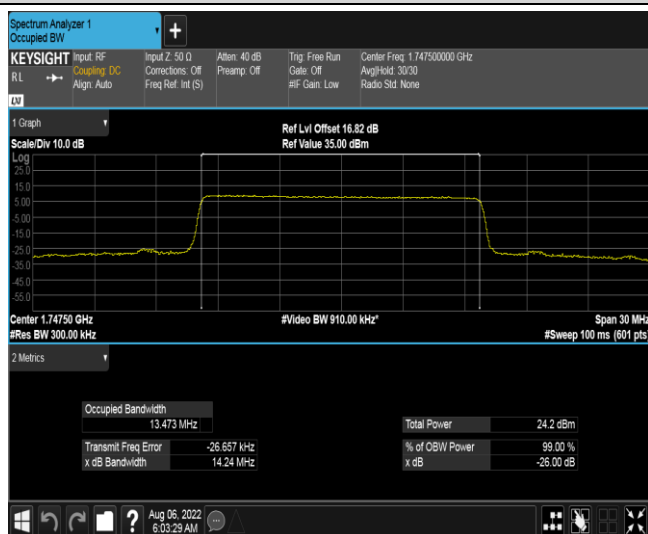 Spectrum Analyzer 1
Occupied BW
+
KEYSIGHT
R L
LXI
Input: RF
Coupling: DC
Align: Auto
Input Z: 50 Ω
Corrections: Off
Freq Ref: Int (S)
Atten: 40 dB
Preamp: Off
Trig: Free Run
Gate: Off
#IF Gain: Low
Center Freq: 1.747500000 GHz
Avg|Hold: 30/30
Radio Std: None
1 Graph
Scale/Div 10.0 dB
Ref Lvl Offset 16.82 dB
Ref Value 35.00 dBm
Log
25.0
15.0
5.00
-5.00
-15.0
-25.0
-35.0
-45.0
-55.0
Center 1.74750 GHz
#Res BW 300.00 kHz
#Video BW 910.00 kHz*
Span 30 MHz
#Sweep 100 ms (601 pts)
2 Metrics
Occupied Bandwidth
13.473 MHz
Transmit Freq Error -26.657 kHz
x dB Bandwidth 14.24 MHz
Total Power 24.2 dBm
% of OBW Power 99.00 %
x dB -26.00 dB
?
Aug 06, 2022
6:03:29 AM